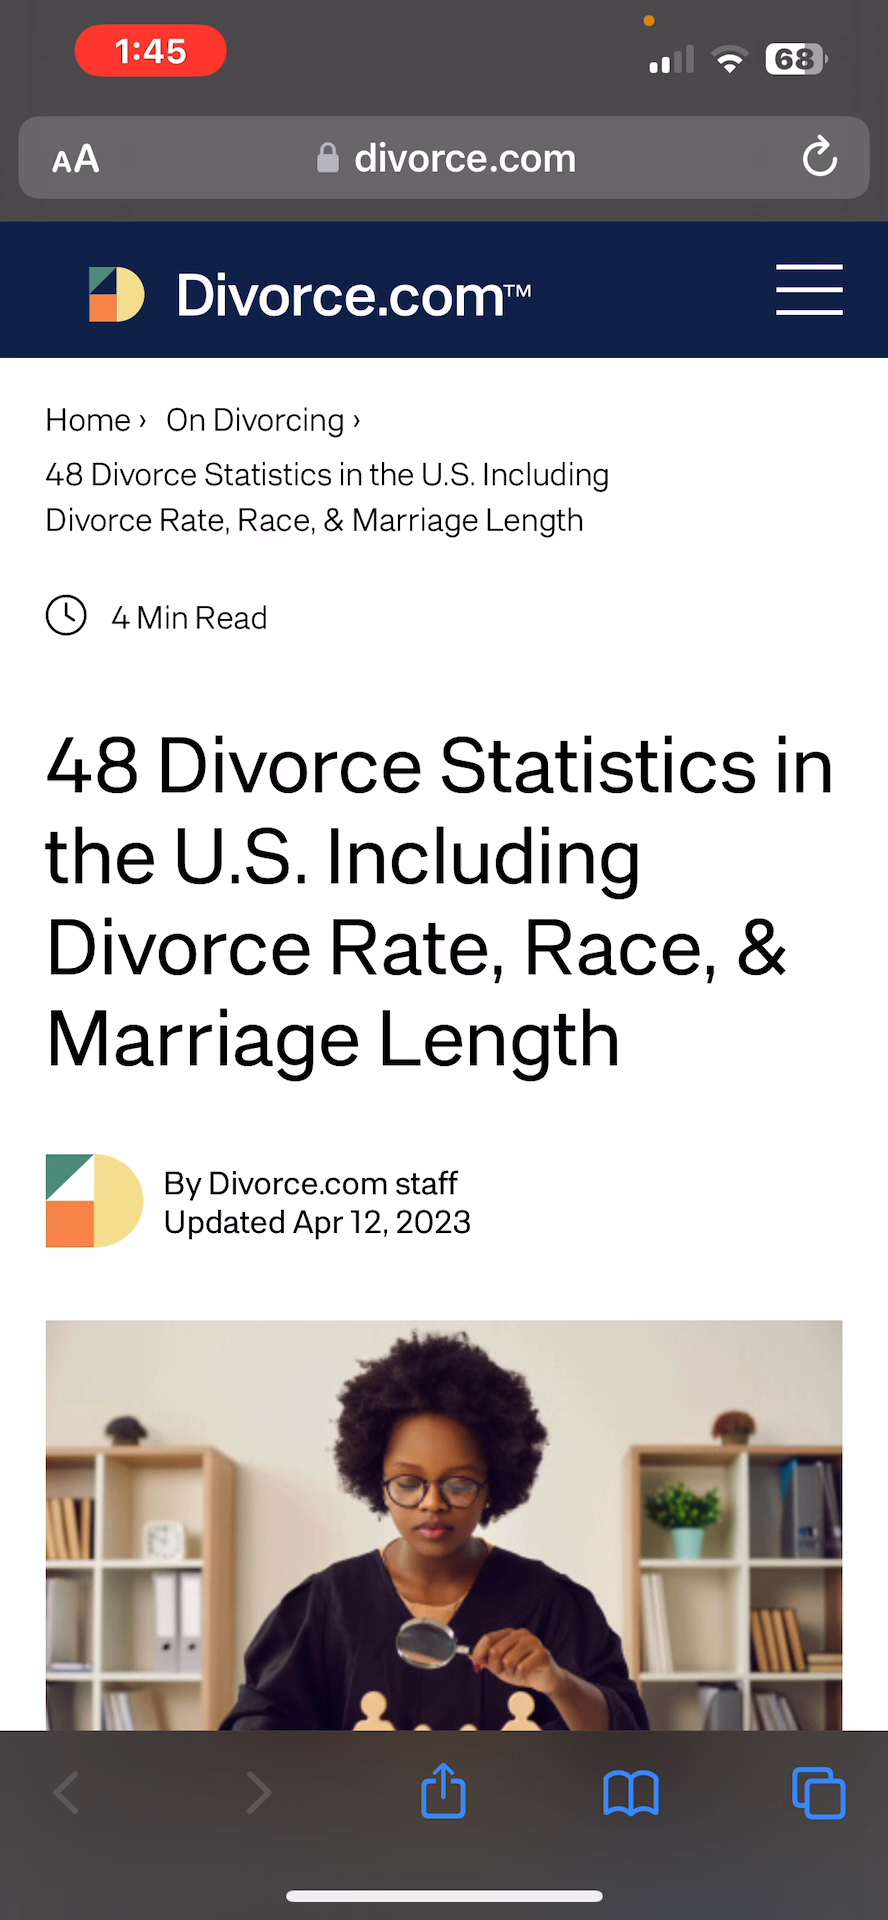 1:45
68
AA
divorce.com
Divorce.com™
Home › On Divorcing ›
48 Divorce Statistics in the U.S. Including
Divorce Rate, Race, & Marriage Length
4 Min Read
48 Divorce Statistics in
the U.S. Including
Divorce Rate, Race, &
Marriage Length
By Divorce.com staff
Updated Apr 12, 2023